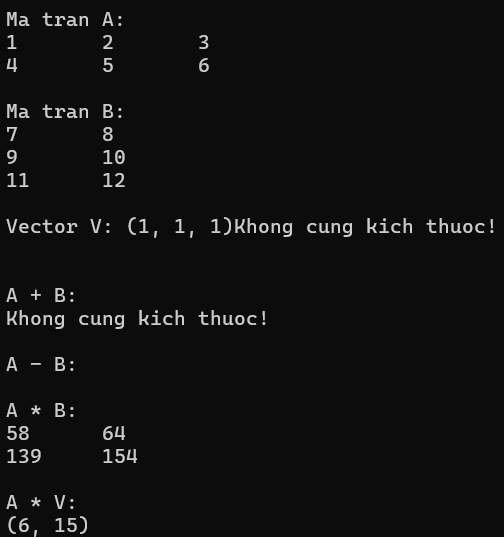 Ma tran A:
1 2 3
4 5 6
Ma tran B:
7 8
9 10
11 12
Vector V: (1, 1, 1)Khong cung kich thuoc!
A + B:
Khong cung kich thuoc!
A - B:
A * B:
58 64
139 154
A * V:
(6, 15)